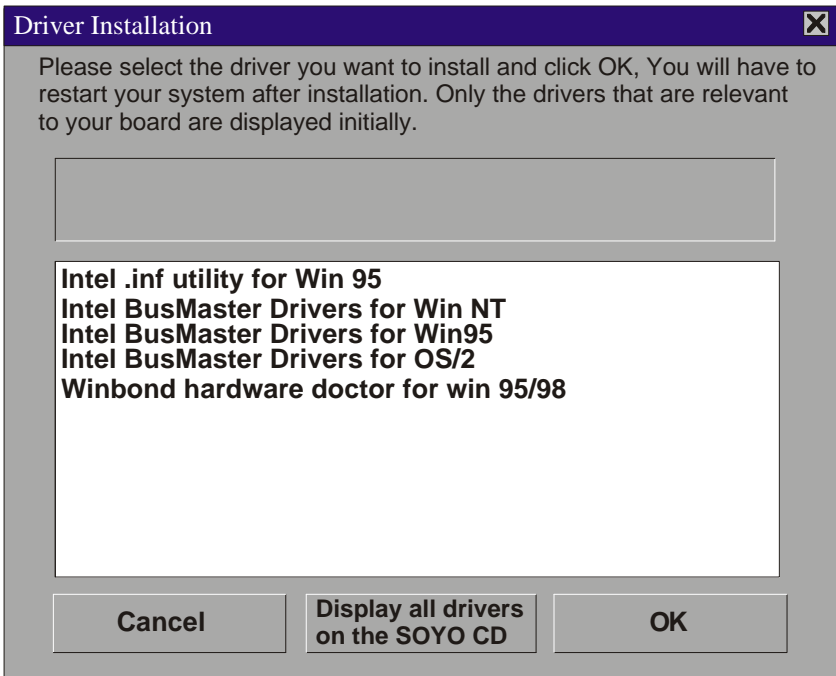 Driver Installation
Please select the driver you want to install and click OK, You will have to
restart your system after installation. Only the drivers that are relevant
to your board are displayed initially.
Intel .inf utility for Win 95
Intel BusMaster Drivers for Win NT
Intel BusMaster Drivers for Win95
Intel BusMaster Drivers for OS/2
Winbond hardware doctor for win 95/98
Cancel
Display all drivers
on the SOYO CD
OK